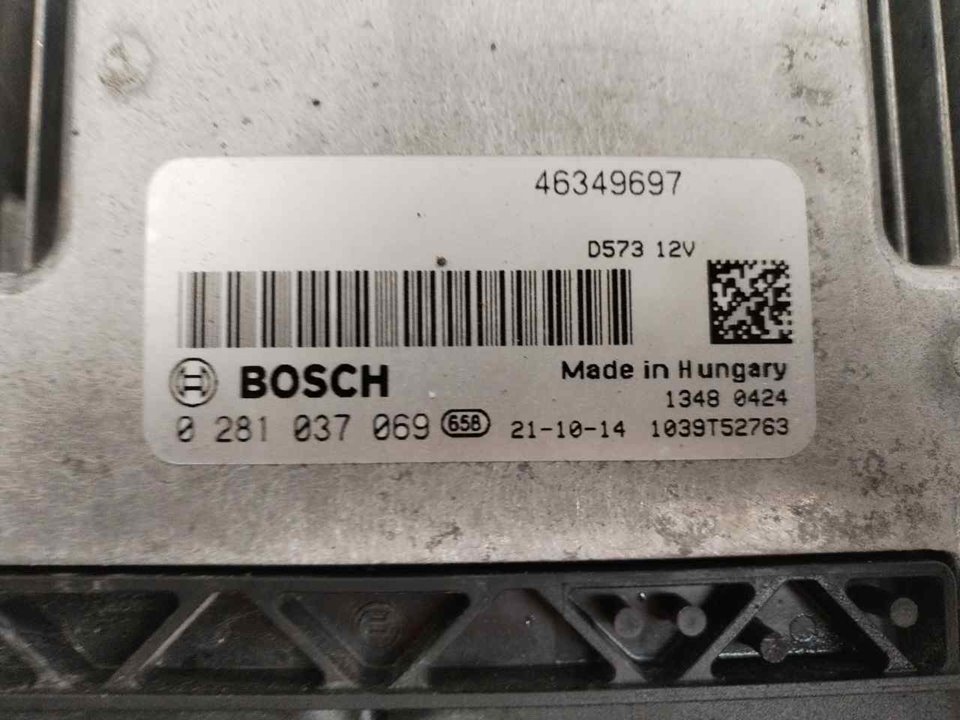 46349697
D573 12V
BOSCH
Made in Hungary
1348 0424
0 281 037 069 658 21-10-14 1039T52763